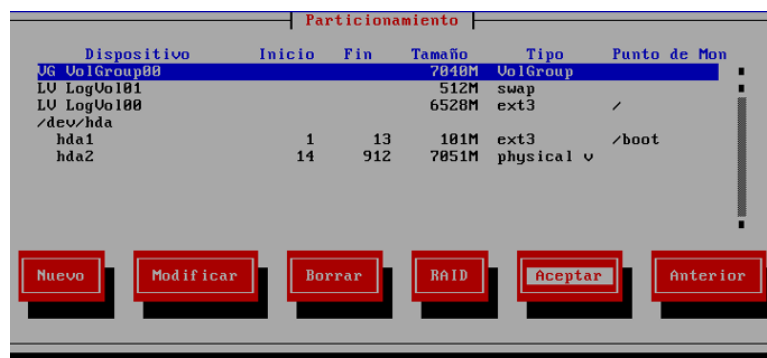 Particionamiento
Dispositivo Inicio Fin Tamaño Tipo Punto de Mon
VG VolGroup00 7040M VolGroup
LV LogVol01 512M swap
LV LogVol00 6528M ext3 /
/dev/hda
hda1 1 13 101M ext3 /boot
hda2 14 912 7051M physical v
Nuevo Modificar Borrar RAID Aceptar Anterior